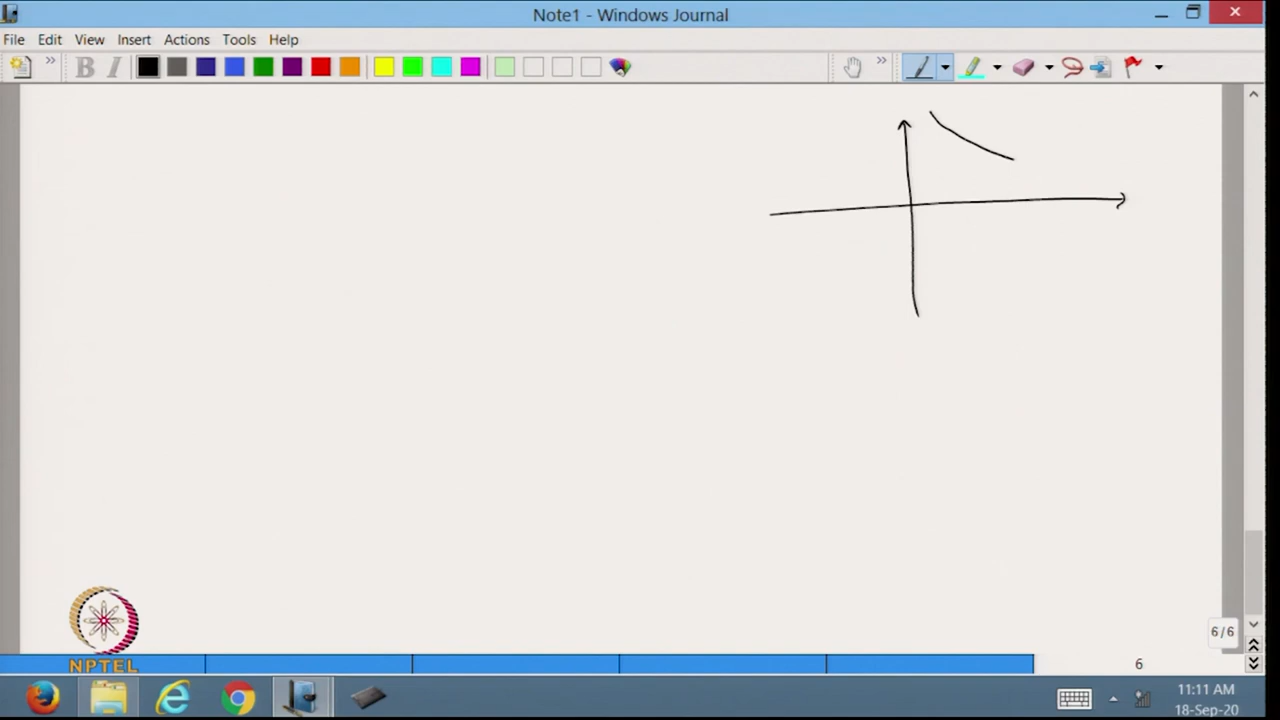 Note1 - Windows Journal
File Edit View Insert Actions Tools Help
B I
6 / 6
NPTEL
6
11:11 AM
18-Sep-20